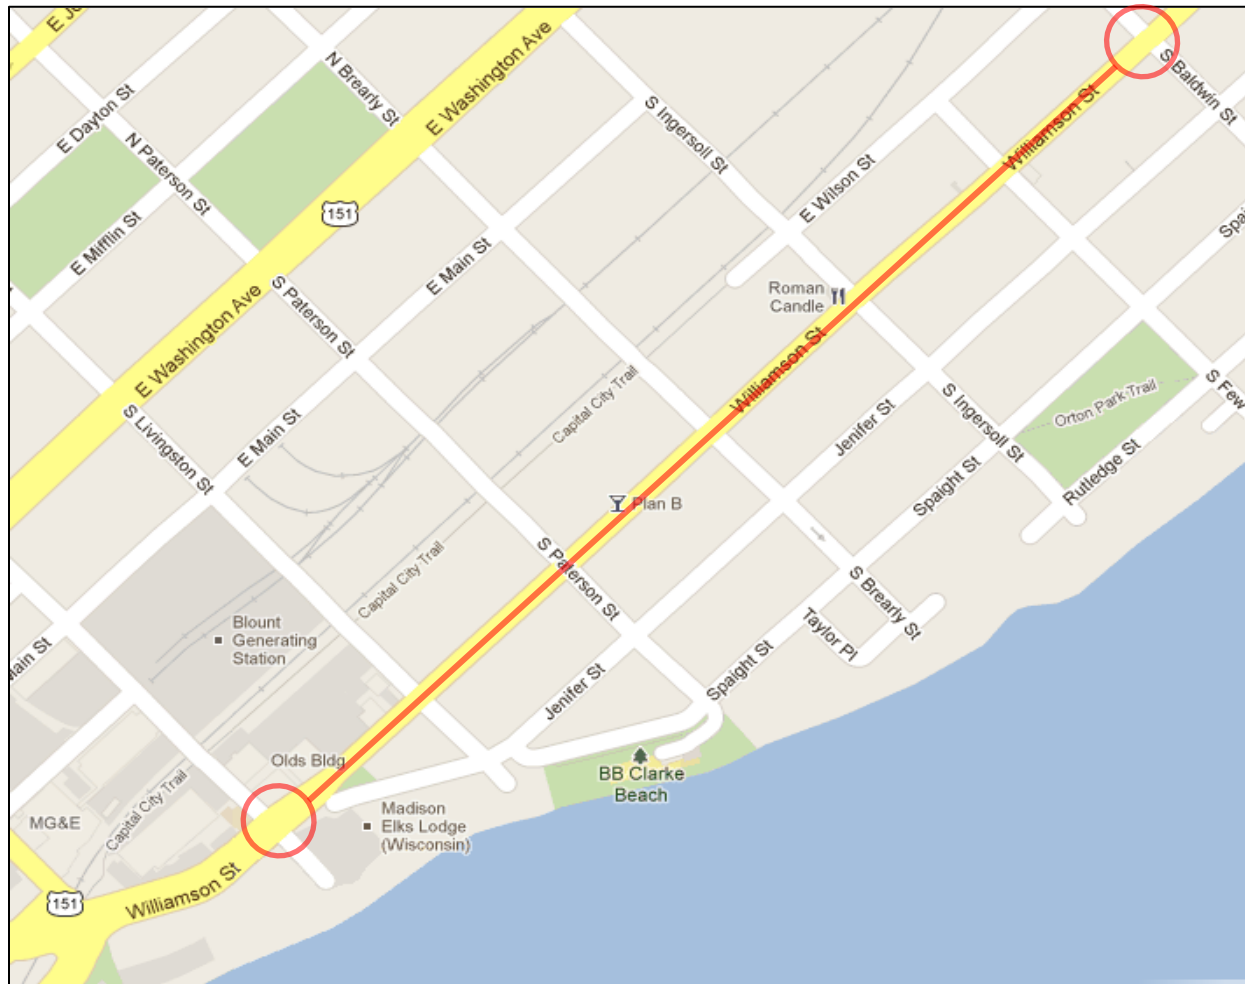 E J
N Brearly St
E Washington Ave
E Dayton St
N Paterson St
S Ingersoll St
S Baldwin St
Williamson St
E Wilson St
151
E Mifflin St
E Main St
Spai
S Paterson St
E Washington Ave
Roman
Candle
Williamson St
S Livingston St
E Main St
Capital City Trail
Jenifer St
S Ingersoll St
Orton Park Trail
S Few
Rutledge St
Spaight St
Plan B
S Paterson St
Capital City Trail
S Brearly St
Taylor Pl
Blount
Generating
Station
Main St
Jenifer St
Spaight St
Olds Bldg
BB Clarke
Beach
MG&E
Capital City Trail
Madison
Elks Lodge
(Wisconsin)
Williamson St
151